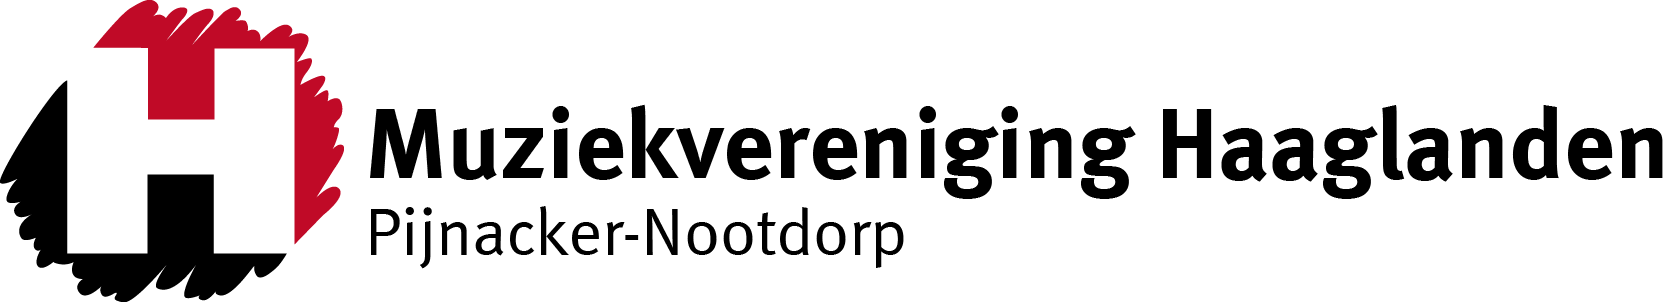 H
Muziekvereniging Haaglanden
Pijnacker-Nootdorp